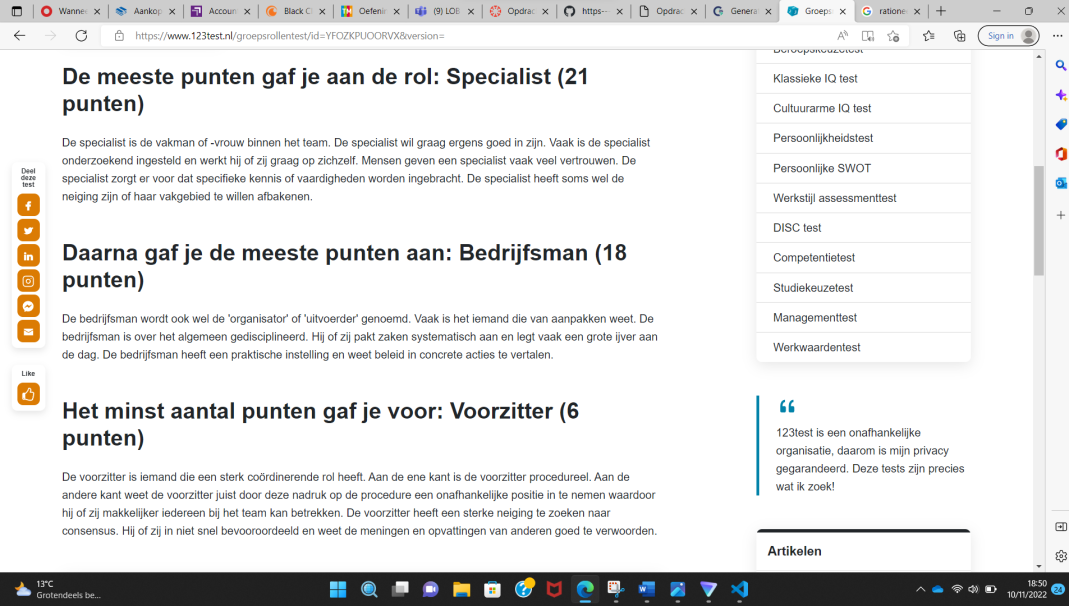 Wannee
Aankop
Accoun
Black Cl
Oefenin
(9) LOB
Opdrac
https--
Opdrac
Genera
Groeps
rationee
https://www.123test.nl/groepsrollentest/id=YFOZKPUOORVX&version=
Sign in
De meeste punten gaf je aan de rol: Specialist (21
punten)
De specialist is de vakman of -vrouw binnen het team. De specialist wil graag ergens goed in zijn. Vaak is de specialist
onderzoekend ingesteld en werkt hij of zij graag op zichzelf. Mensen geven een specialist vaak veel vertrouwen. De
specialist zorgt er voor dat specifieke kennis of vaardigheden worden ingebracht. De specialist heeft soms wel de
neiging zijn of haar vakgebied te willen afbakenen.
Daarna gaf je de meeste punten aan: Bedrijfsman (18
punten)
De bedrijfsman wordt ook wel de 'organisator' of 'uitvoerder' genoemd. Vaak is het iemand die van aanpakken weet. De
bedrijfsman is over het algemeen gedisciplineerd. Hij of zij pakt zaken systematisch aan en legt vaak een grote ijver aan
de dag. De bedrijfsman heeft een praktische instelling en weet beleid in concrete acties te vertalen.
Het minst aantal punten gaf je voor: Voorzitter (6
punten)
De voorzitter is iemand die een sterk coördinerende rol heeft. Aan de ene kant is de voorzitter procedureel. Aan de
andere kant weet de voorzitter juist door deze nadruk op de procedure een onafhankelijke positie in te nemen waardoor
hij of zij makkelijker iedereen bij het team kan betrekken. De voorzitter heeft een sterke neiging te zoeken naar
consensus. Hij of zij in niet snel bevooroordeeld en weet de meningen en opvattingen van anderen goed te verwoorden.
Deel
deze
test
Like
Beroepskeuzetest
Klassieke IQ test
Cultuurarme IQ test
Persoonlijkheidstest
Persoonlijke SWOT
Werkstijl assessmenttest
DISC test
Competentietest
Studiekeuzetest
Managementtest
Werkwaardentest
123test is een onafhankelijke
organisatie, daarom is mijn privacy
gegarandeerd. Deze tests zijn precies
wat ik zoek!
Artikelen
13°C
Grotendeels be...
18:50
10/11/2022
24